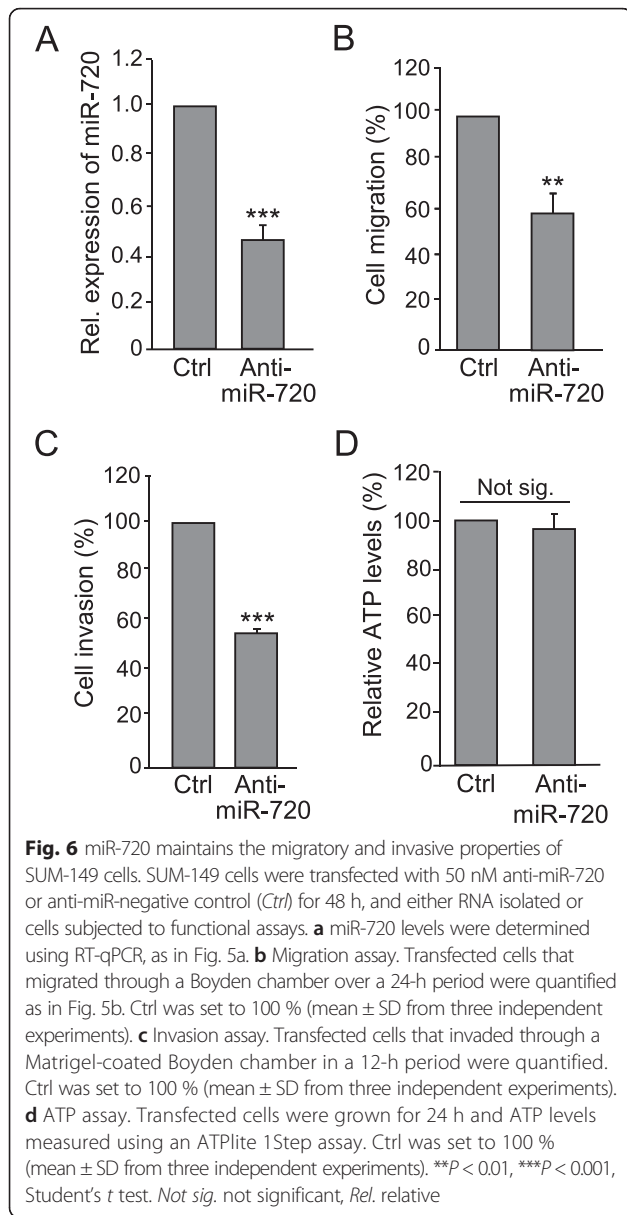 A
Rel. expression of miR-720
1.2
1.0
0.8
0.6
0.4
0.2
0
***
Ctrl
Anti-
miR-720
B
Cell migration (%)
120
100
80
60
40
20
0
**
Ctrl
Anti-
miR-720
C
Cell invasion (%)
120
100
80
60
40
20
0
***
Ctrl
Anti-
miR-720
D
Relative ATP levels (%)
120
100
80
60
40
20
0
Not sig.
Ctrl
Anti-
miR-720
Fig. 6 miR-720 maintains the migratory and invasive properties of
SUM-149 cells. SUM-149 cells were transfected with 50 nM anti-miR-720
or anti-miR-negative control (Ctrl) for 48 h, and either RNA isolated or
cells subjected to functional assays. a miR-720 levels were determined
using RT-qPCR, as in Fig. 5a. b Migration assay. Transfected cells that
migrated through a Boyden chamber over a 24-h period were quantified
as in Fig. 5b. Ctrl was set to 100 % (mean ± SD from three independent
experiments). c Invasion assay. Transfected cells that invaded through a
Matrigel-coated Boyden chamber in a 12-h period were quantified.
Ctrl was set to 100 % (mean ± SD from three independent experiments).
d ATP assay. Transfected cells were grown for 24 h and ATP levels
measured using an ATPlite 1Step assay. Ctrl was set to 100 %
(mean ± SD from three independent experiments). **P < 0.01, ***P < 0.001,
Student's t test. Not sig. not significant, Rel. relative